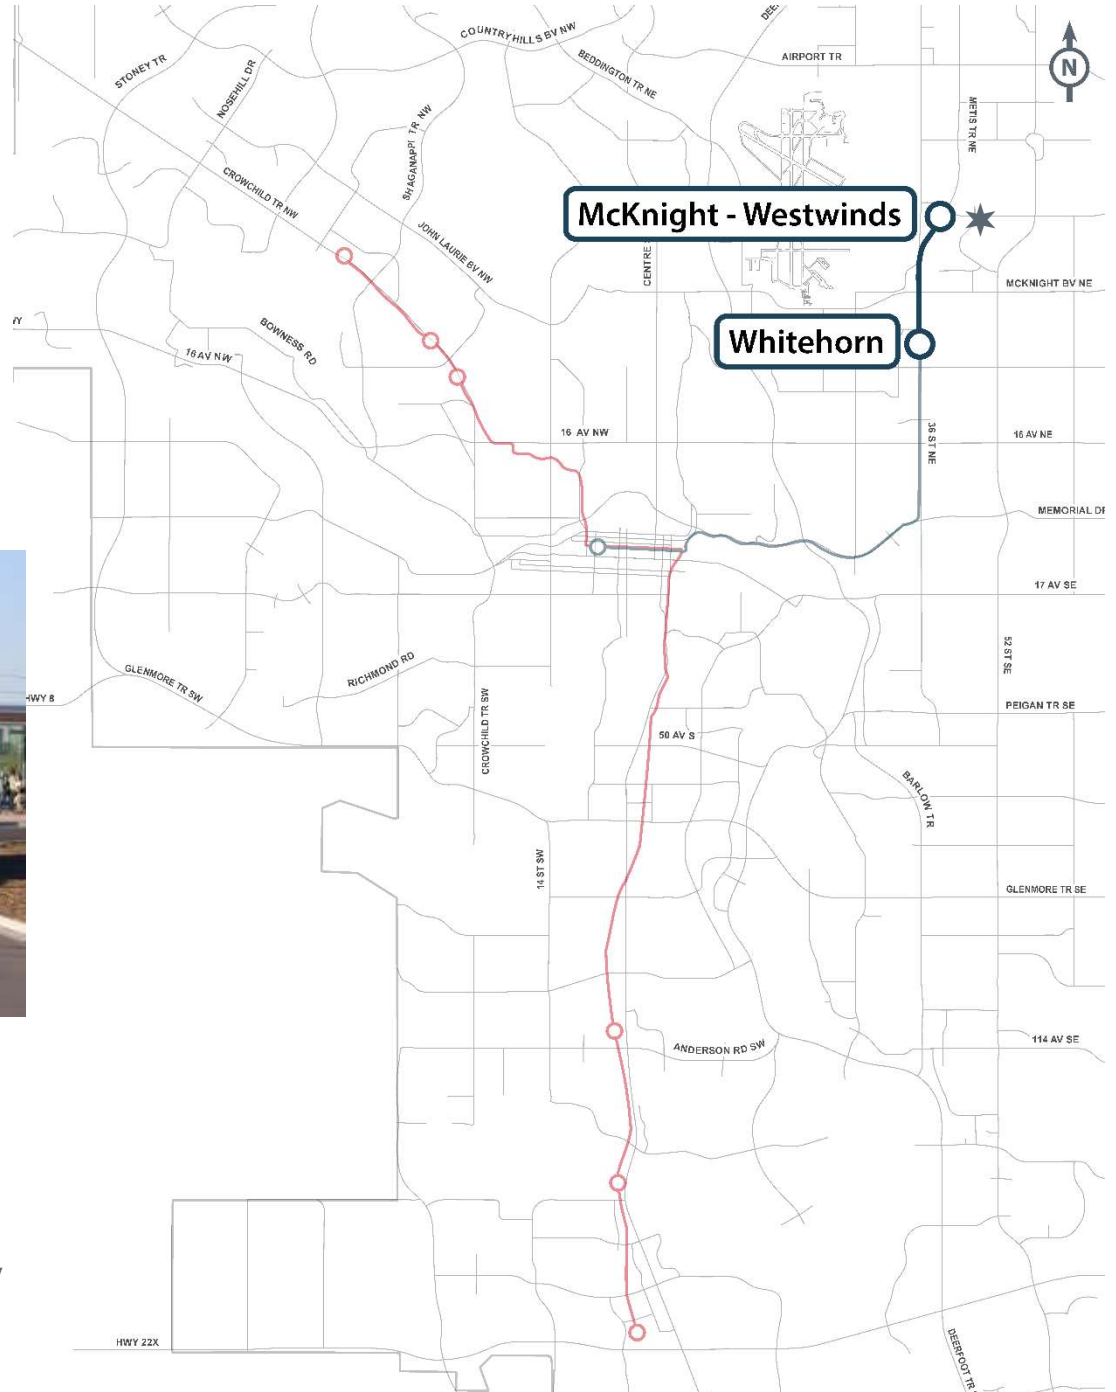 COUNTRYHILLS BV NW
STONEY TR
BEDDINGTON TR NE
AIRPORT TR
N
NOSEHILL DR
SHAGANAPPI TR NW
METIS TR NE
CROWCHILD TR NW
McKnight - Westwinds
JOHN LAURIE BV NW
CENTRE
MCKNIGHT BV NE
BOWNESS RD
Whitehorn
16 AV NW
16 AV NW
36 ST NE
16 AV NE
MEMORIAL DR
17 AV SE
GLENMORE TR SW
RICHMOND RD
52 ST SE
HWY 8
CROWCHILD TR SW
PEIGAN TR SE
50 AV S
BARLOW TR
14 ST SW
GLENMORE TR SE
ANDERSON RD SW
114 AV SE
HWY 22X
DEERFOOT TR